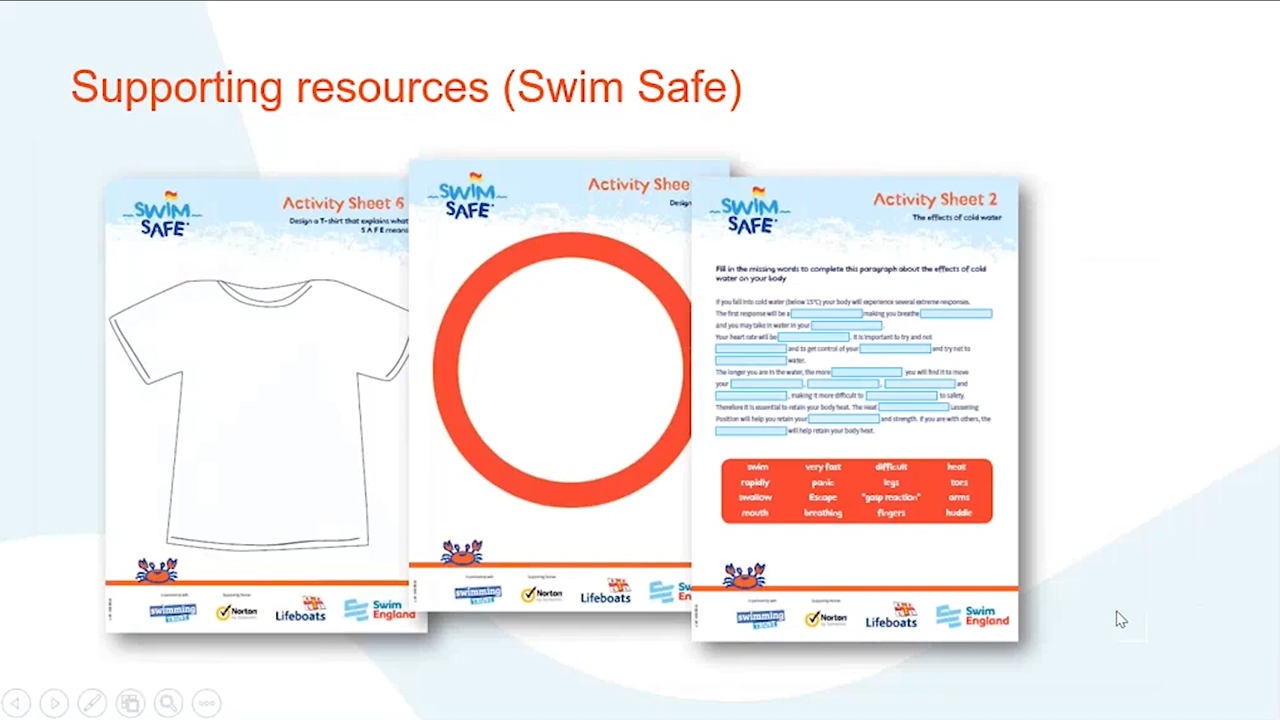 Supporting resources (Swim Safe)
SWIM
SAFE
Activity Sheet 6
Design a T-shirt that explains what
S A F E means
swimming
TRUST
Norton
Lifeboats
Swim
England
SWIM
SAFE
Activity Shee
Design
swimming
TRUST
Norton
Lifeboats
Sw
En
SWIM
SAFE
Activity Sheet 2
The effects of cold water
Fill in the missing words to complete this paragraph about the effects of cold
water on your body
If you fall into cold water (below 15°C) your body will experience several extreme responses.
The first response will be a making you breathe
and you may take in water in your .
Your heart rate will be . It is important to try and not
and to get control of your and try not to
water.
The longer you are in the water, the more you will find it to move
your , , and
, making it more difficult to to safety.
Therefore it is essential to retain your body heat. The Heat Lessening
Position will help you retain your and strength. If you are with others, the
will help retain your body heat.
swim very fast difficult heat
rapidly panic legs toes
swallow Escape "gasp reaction" arms
mouth breathing fingers huddle
swimming
TRUST
Norton
Lifeboats
Swim
England